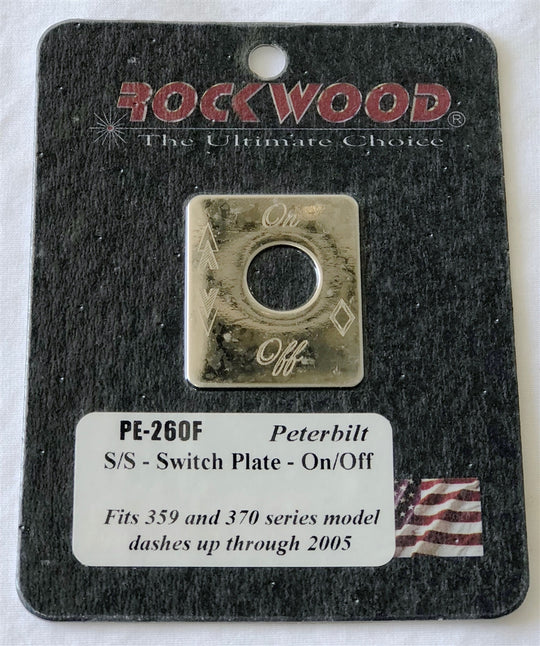 ROCKWOOD®
The Ultimate Choice
On
Off
PE-260F Peterbilt
S/S - Switch Plate - On/Off
Fits 359 and 370 series model
dashes up through 2005